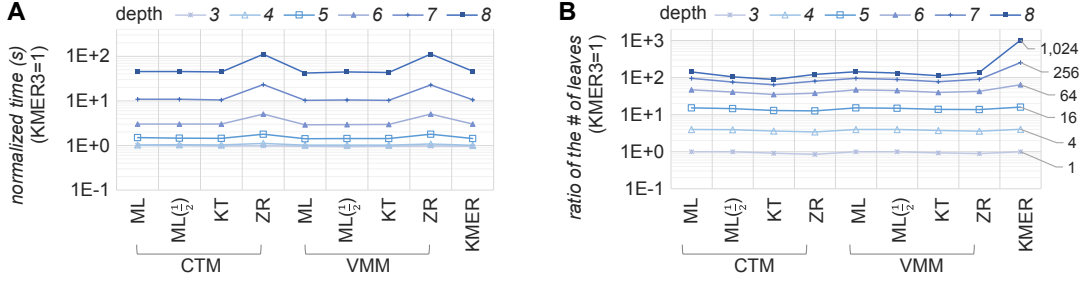 A
depth 3 4 5 6 7 8
normalized time (s)
(KMER3=1)
1E+2
1E+1
1E+0
1E-1
ML ML(½) KT ZR ML ML(½) KT ZR KMER
CTM VMM
B
depth 3 4 5 6 7 8
ratio of the # of leaves
(KMER3=1)
1E+3
1E+2
1E+1
1E+0
1E-1
1,024
256
64
16
4
1
ML ML(½) KT ZR ML ML(½) KT ZR KMER
CTM VMM